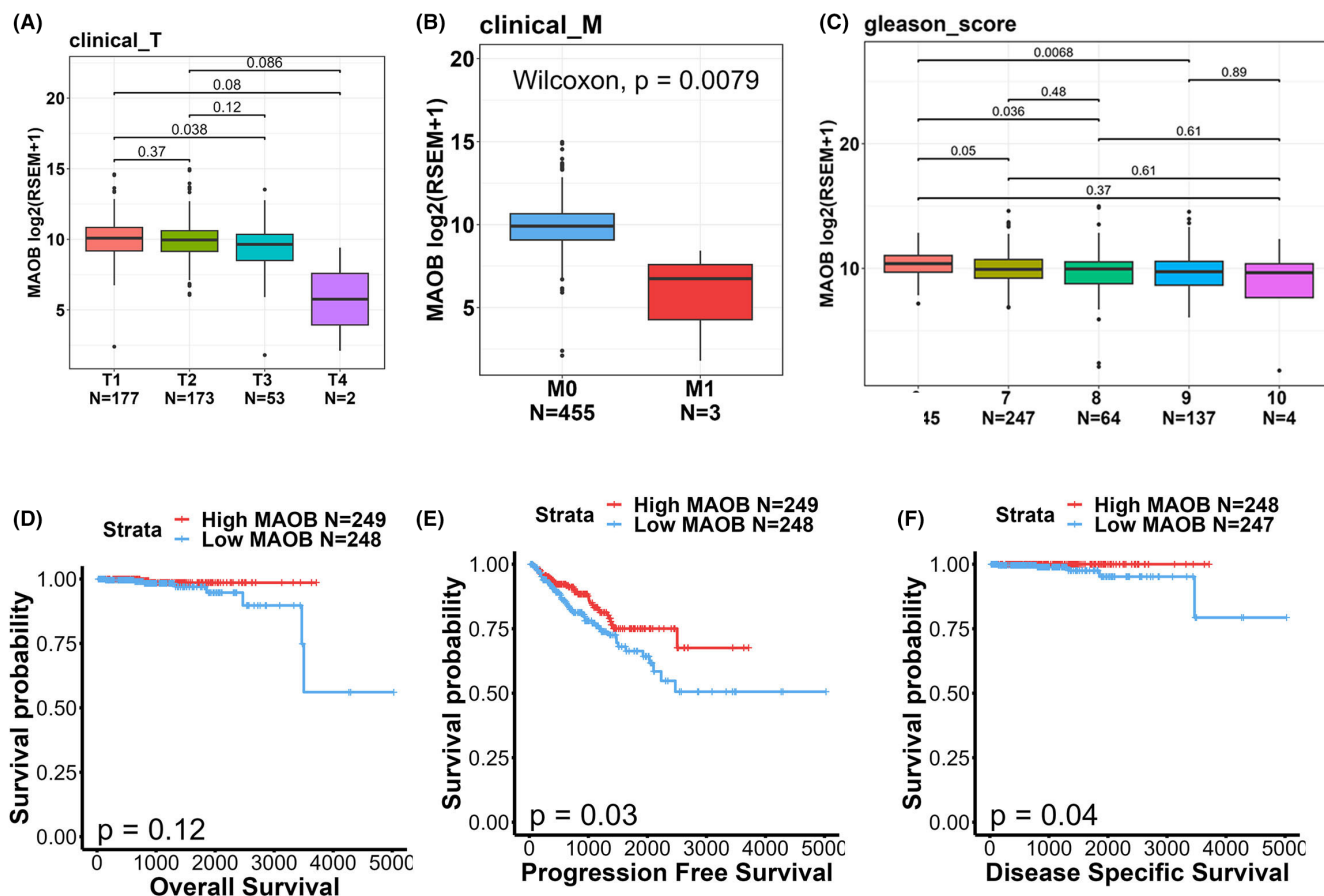 (A)
clinical_T
MAOB log2(RSEM+1)
20
15
10
5
0.086
0.08
0.12
0.038
0.37
T1 T2 T3 T4
N=177 N=173 N=53 N=2
(B)
clinical_M
MAOB log2(RSEM+1)
20
15
10
5
Wilcoxon, p = 0.0079
M0 M1
N=455 N=3
(C)
gleason_score
MAOB log2(RSEM+1)
20
10
0.0068
0.89
0.48
0.036
0.61
0.05
0.61
0.37
7 8 9 10
45 N=247 N=64 N=137 N=4
(D)
Strata
High MAOB N=249
Low MAOB N=248
Survival probability
1.00
0.75
0.50
0.25
0.00
p = 0.12
0 1000 2000 3000 4000 5000
Overall Survival
(E)
Strata
High MAOB N=249
Low MAOB N=248
Survival probability
1.00
0.75
0.50
0.25
0.00
p = 0.03
0 1000 2000 3000 4000 5000
Progression Free Survival
(F)
Strata
High MAOB N=248
Low MAOB N=247
Survival probability
1.00
0.75
0.50
0.25
0.00
p = 0.04
0 1000 2000 3000 4000 5000
Disease Specific Survival